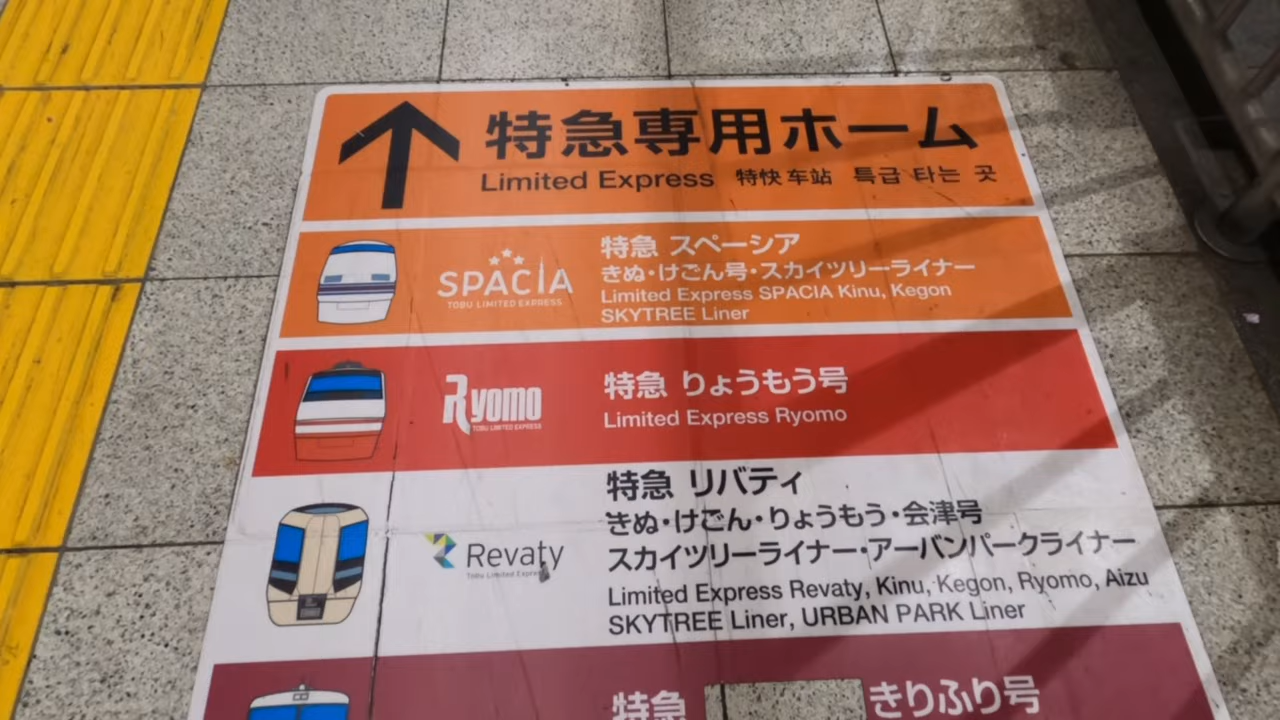 特急専用ホーム
Limited Express 特快车站 특급 타는 곳
SPACIA
TOBU LIMITED EXPRESS
特急 スペーシア
きぬ・けごん号・スカイツリーライナー
Limited Express SPACIA Kinu, Kegon
SKYTREE Liner
Ryomo
TOBU LIMITED EXPRESS
特急 りょうもう号
Limited Express Ryomo
Revaty
Tobu Limited Express
特急 リバティ
きぬ・けごん・りょうもう・会津号
スカイツリーライナー・アーバンパークライナー
Limited Express Revaty, Kinu, Kegon, Ryomo, Aizu
SKYTREE Liner, URBAN PARK Liner
特急 きりふり号